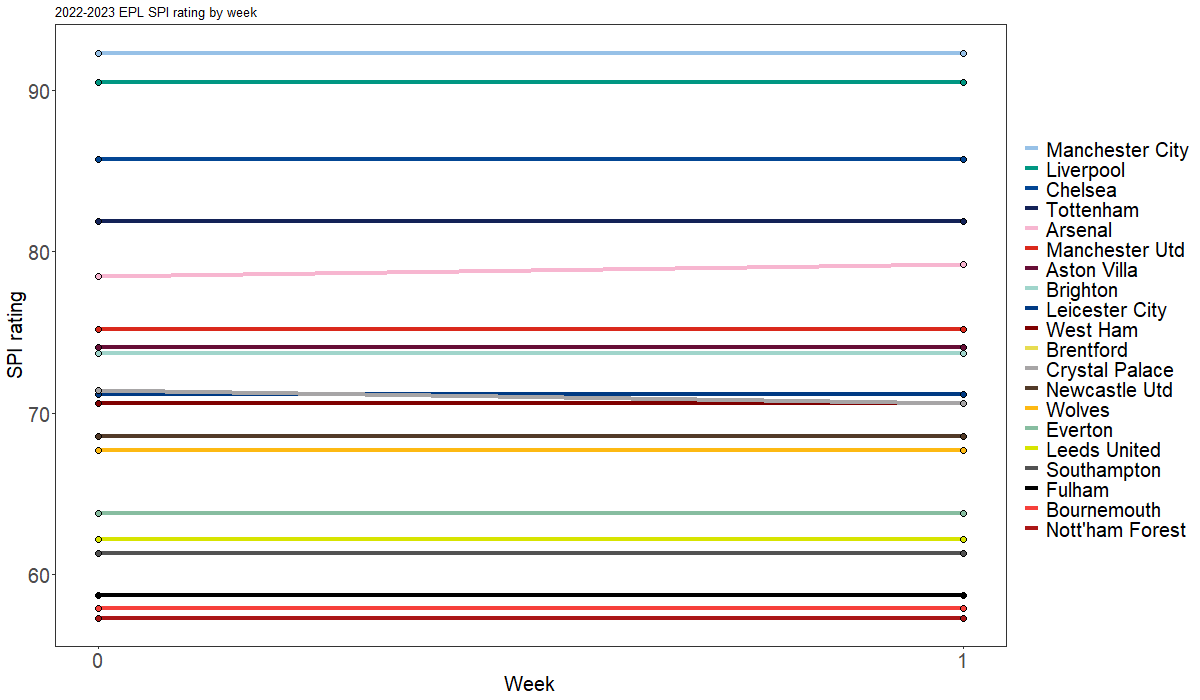 2022-2023 EPL SPI rating by week
SPI rating
90
80
70
60
0
1
Week
Manchester City
Liverpool
Chelsea
Tottenham
Arsenal
Manchester Utd
Aston Villa
Brighton
Leicester City
West Ham
Brentford
Crystal Palace
Newcastle Utd
Wolves
Everton
Leeds United
Southampton
Fulham
Bournemouth
Nott'ham Forest